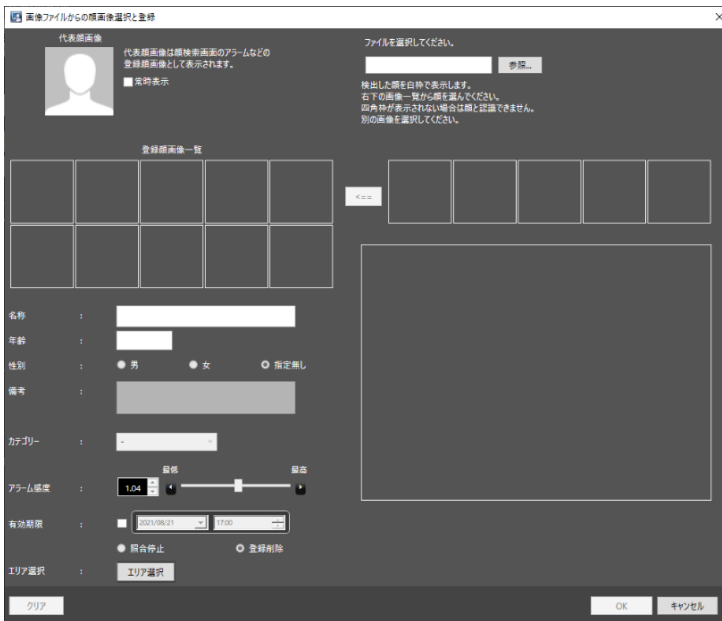 画像ファイルからの顔画像選択と登録
代表顔画像
代表顔画像は顔検索画面のアラームなどの
登録顔画像として表示されます。
常時表示
ファイルを選択してください。
参照...
検出した顔を白枠で表示します。
右下の画像一覧から顔を選んでください。
四角枠が表示されない場合は顔と認識できません。
別の画像を選択してください。
登録顔画像一覧
<==
名称 :
年齢 :
性別 : 男 女 指定無し
備考 :
カテゴリー : -
最低 最高
アラーム感度 : 1.04
有効期限 : 2021/08/21 17:00
照合停止 登録削除
エリア選択 : エリア選択
クリア OK キャンセル